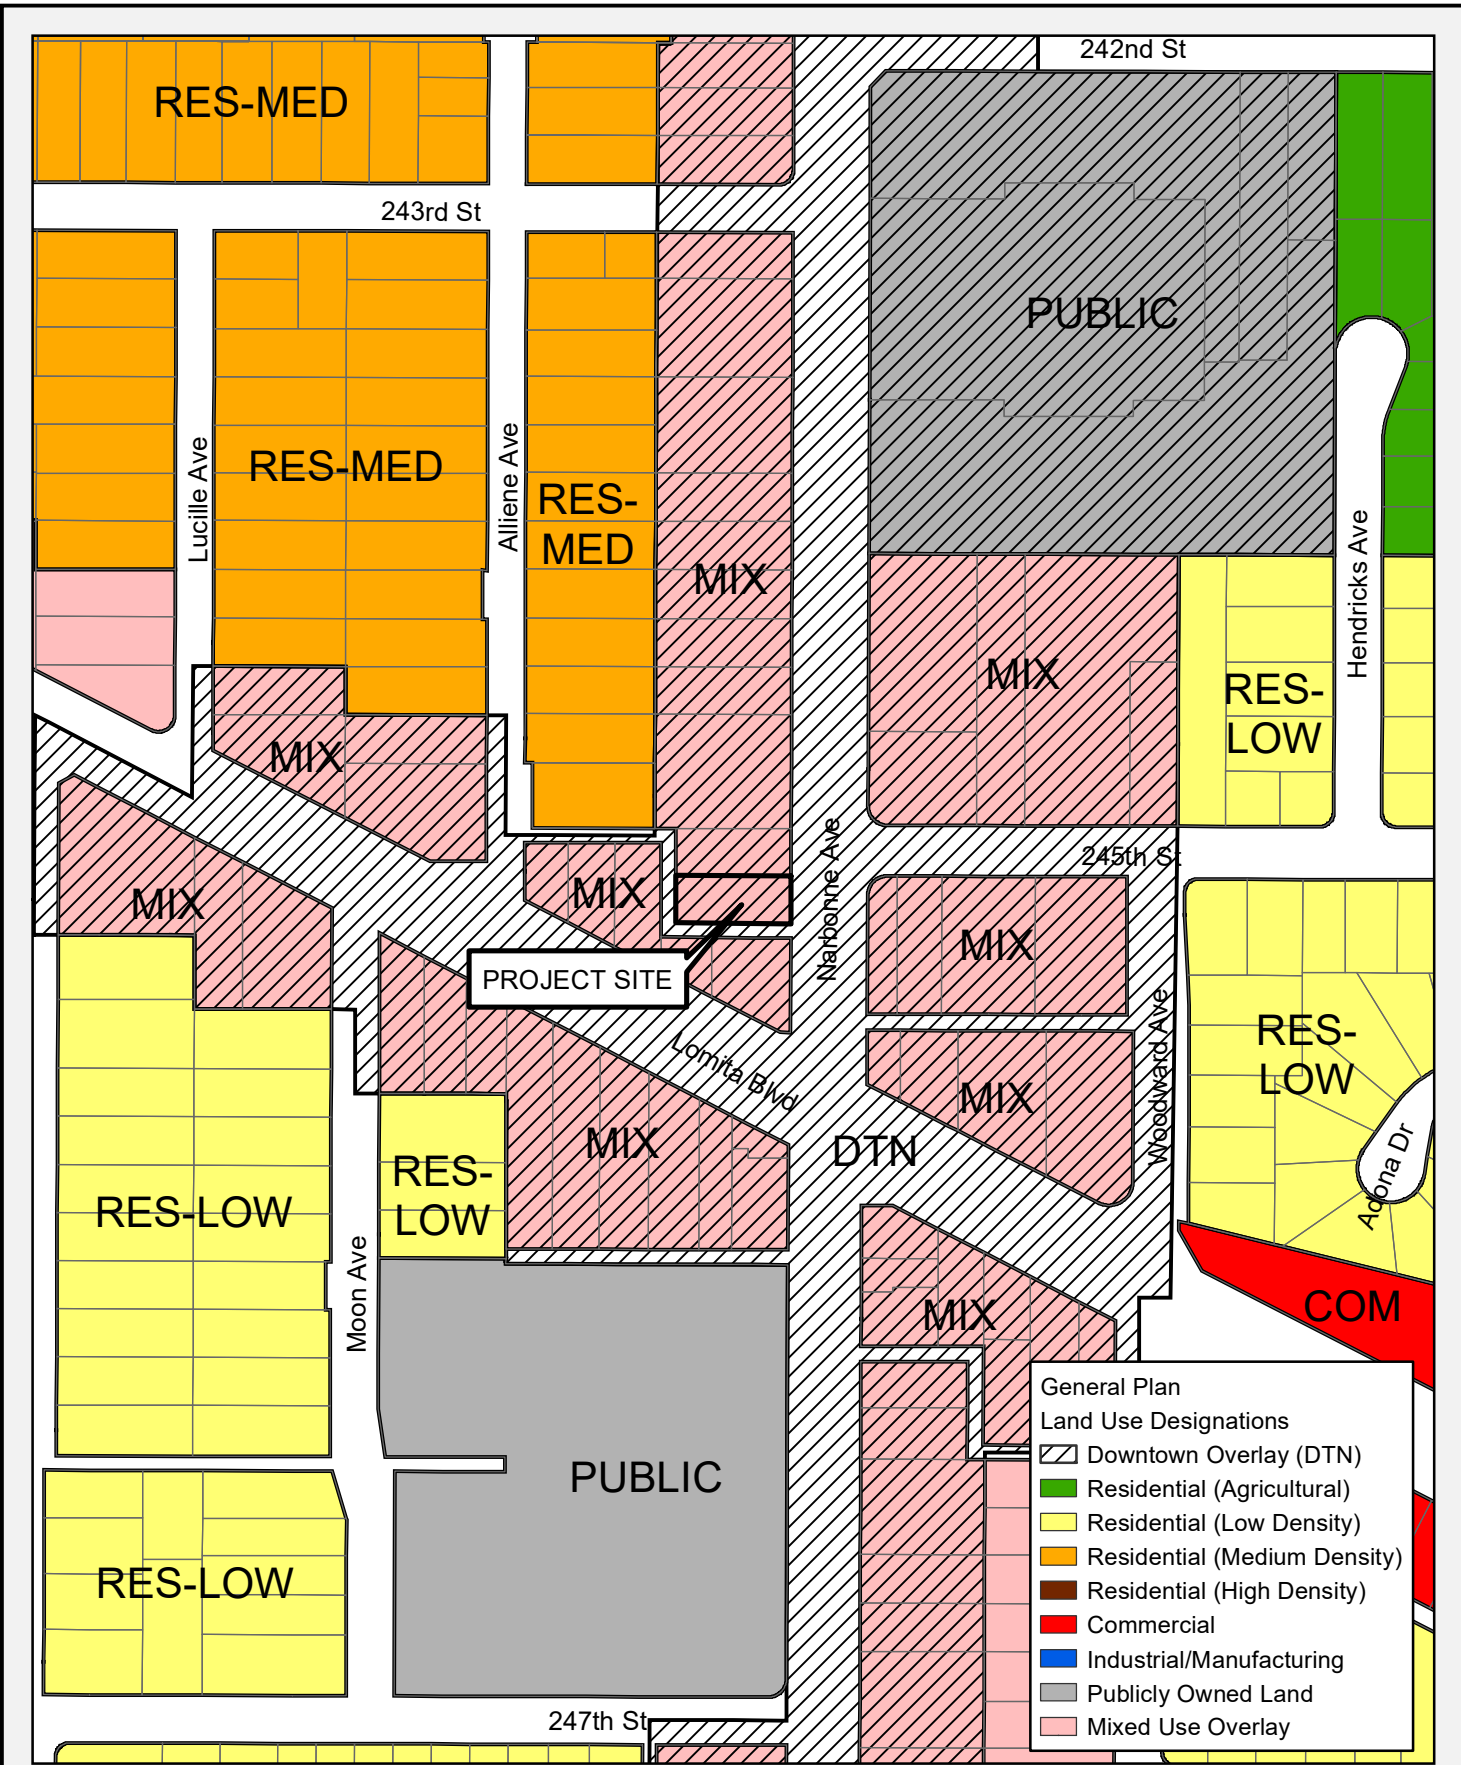 242nd St
RES-MED
243rd St
PUBLIC
Lucille Ave
RES-MED
Alliene Ave
RES-
MED
MIX
Hendricks Ave
MIX
RES-
LOW
MIX
Narbonne Ave
245th St
MIX
MIX
MIX
PROJECT SITE
Woodward Ave
RES-
LOW
Lomita Blvd
MIX
MIX
DTN
RES-
LOW
Adona Dr
RES-LOW
Moon Ave
MIX
COM
PUBLIC
RES-LOW
247th St
General Plan
Land Use Designations
Downtown Overlay (DTN)
Residential (Agricultural)
Residential (Low Density)
Residential (Medium Density)
Residential (High Density)
Commercial
Industrial/Manufacturing
Publicly Owned Land
Mixed Use Overlay